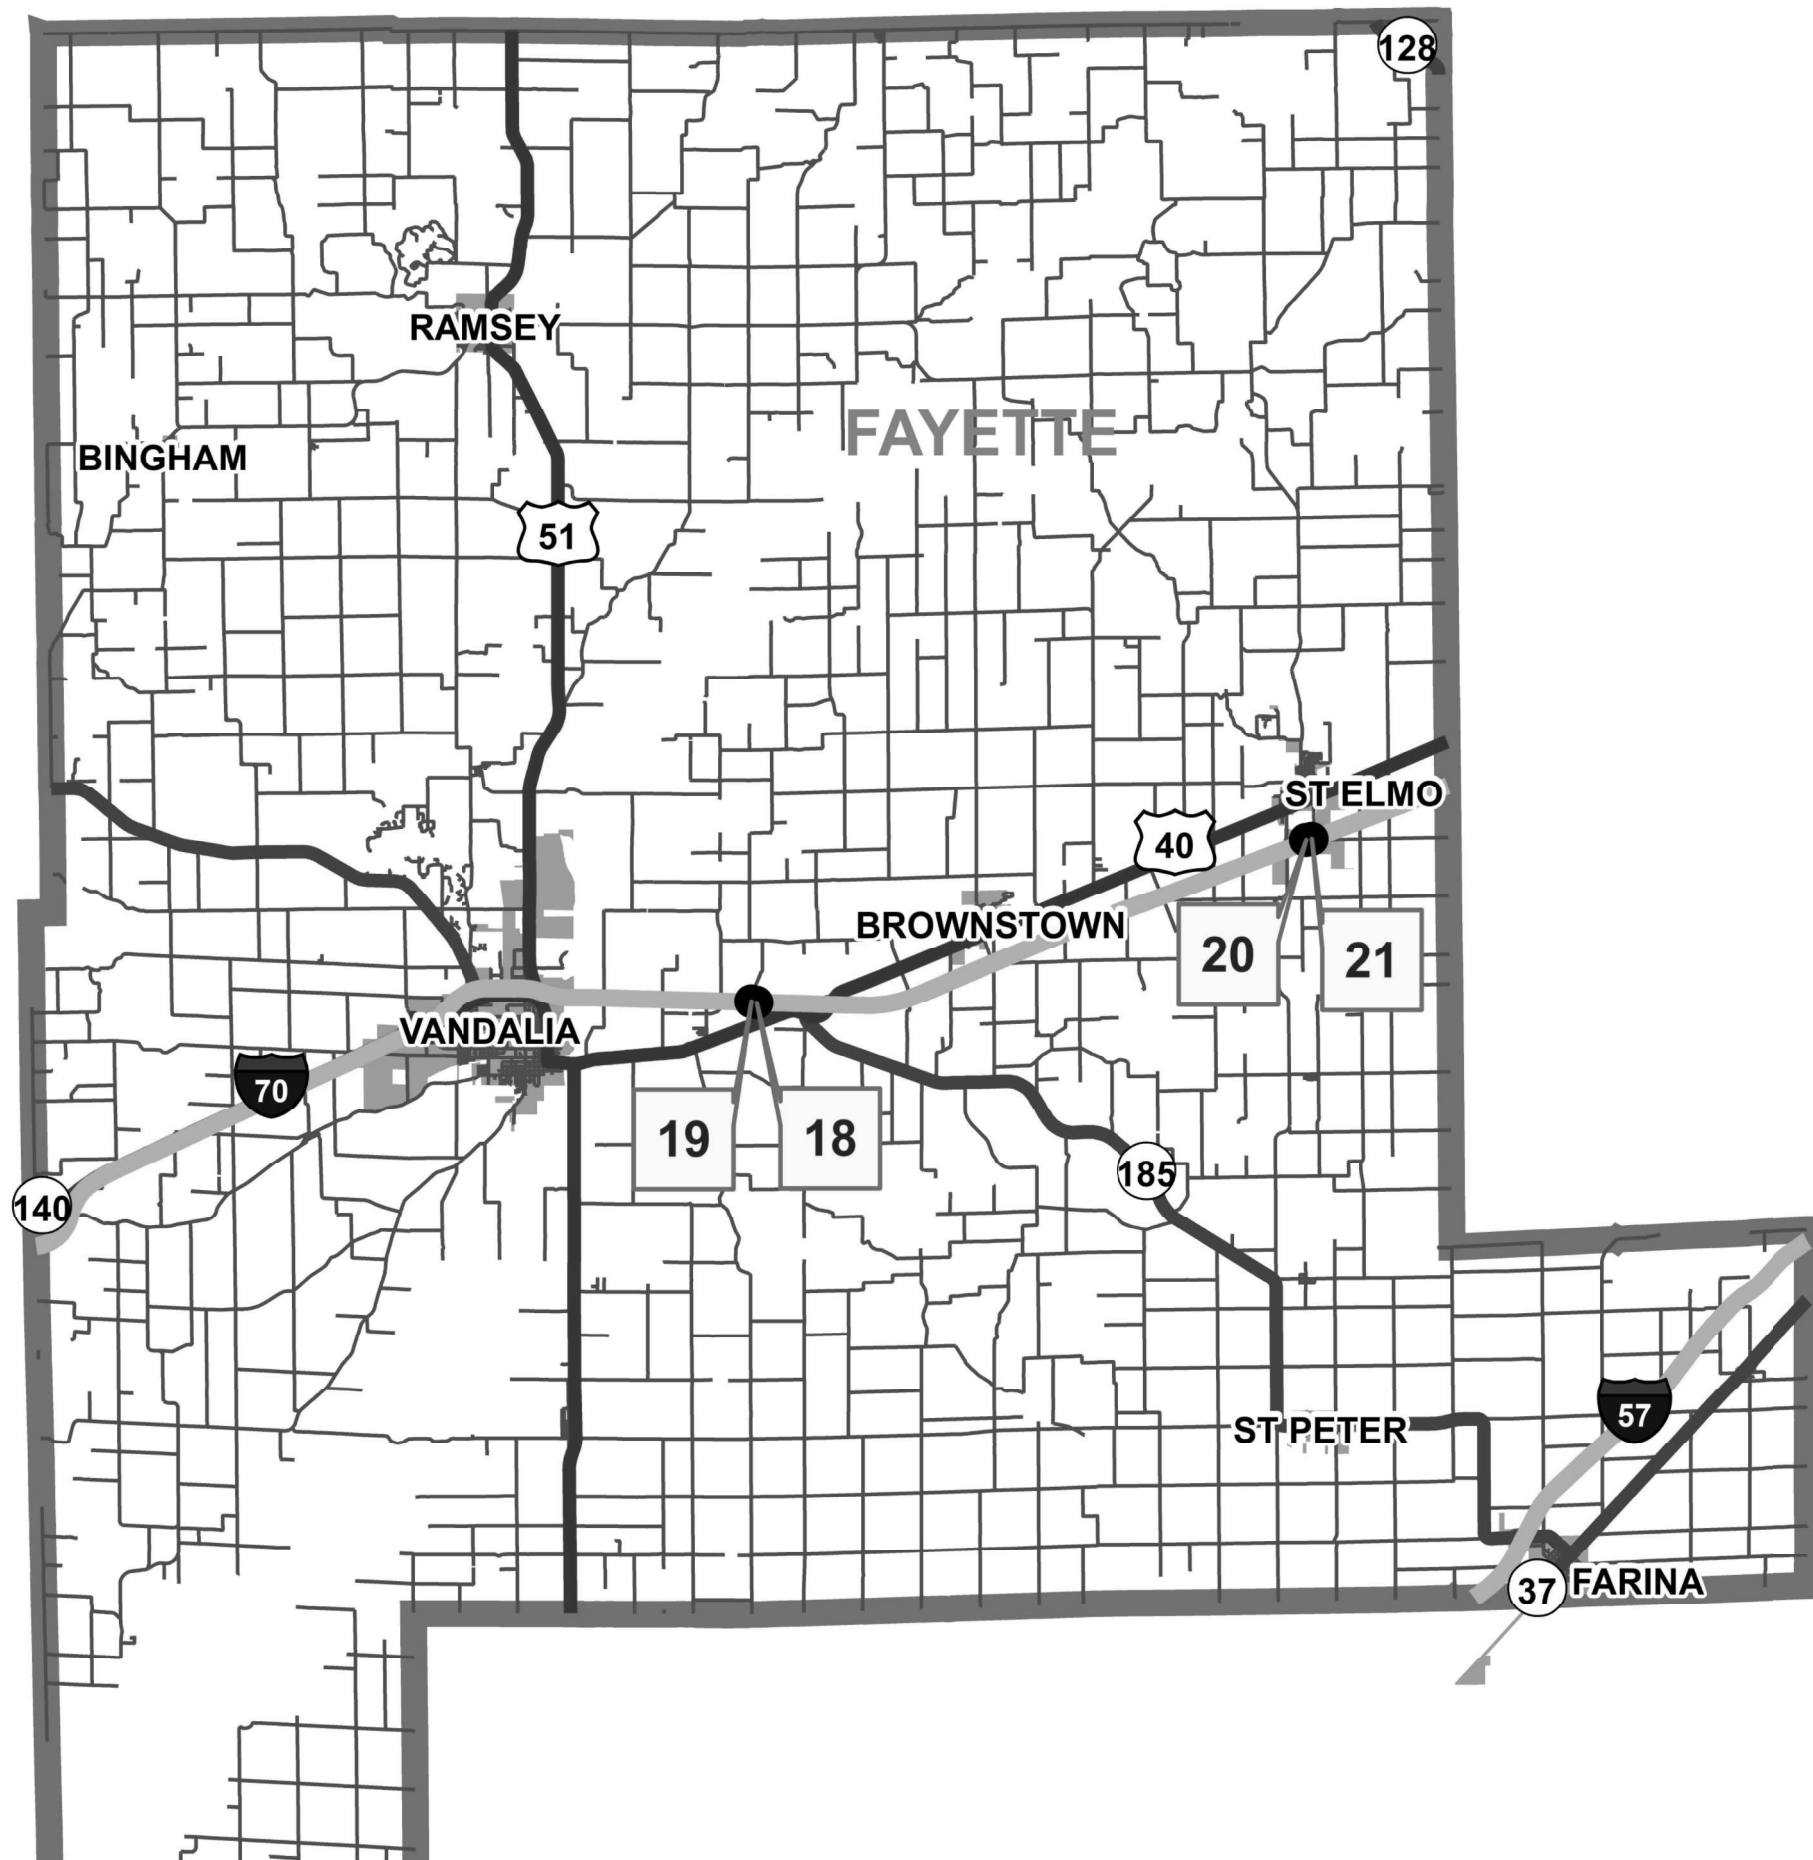 128
RAMSEY
FAYETTE
BINGHAM
51
ST ELMO
40
BROWNSTOWN
20
21
VANDALIA
70
19
18
185
140
57
ST PETER
37
FARINA